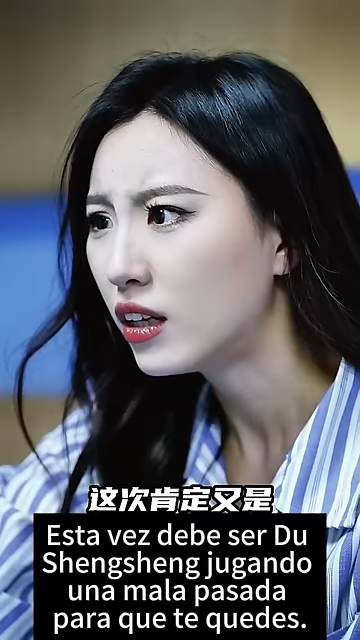 这次肯定又是
Esta vez debe ser Du
Shengsheng jugando
una mala pasada
para que te quedes.